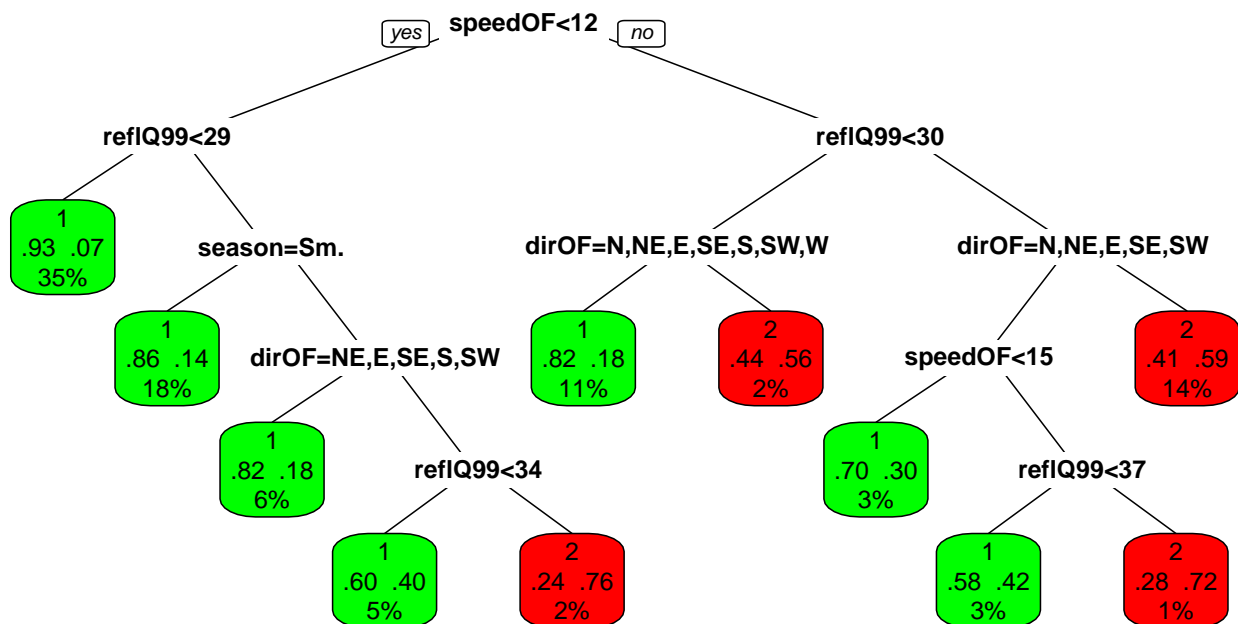 speedOF<12
yes
no
reflQ99<29
reflQ99<30
1
.93 .07
35%
season=Sm.
dirOF=N,NE,E,SE,S,SW,W
dirOF=N,NE,E,SE,SW
1
.86 .14
18%
dirOF=NE,E,SE,S,SW
1
.82 .18
11%
2
.44 .56
2%
speedOF<15
2
.41 .59
14%
1
.82 .18
6%
reflQ99<34
1
.70 .30
3%
reflQ99<37
1
.60 .40
5%
2
.24 .76
2%
1
.58 .42
3%
2
.28 .72
1%